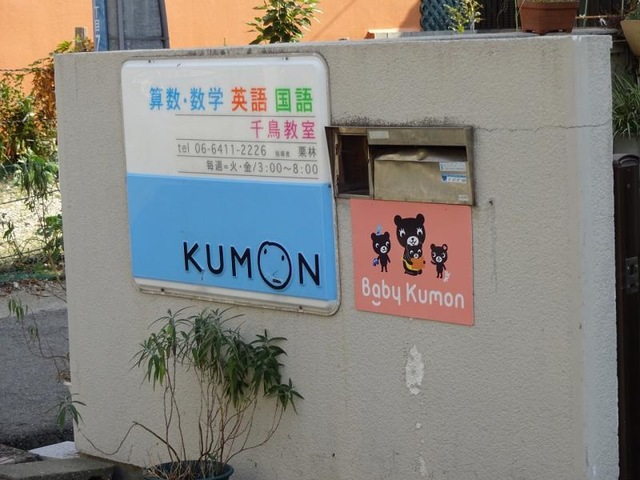 算数・数学 英語 国語
千鳥教室
tel 06-6411-2226 指導者 栗林
毎週=火・金/3:00〜8:00
KUMON
Baby Kumon